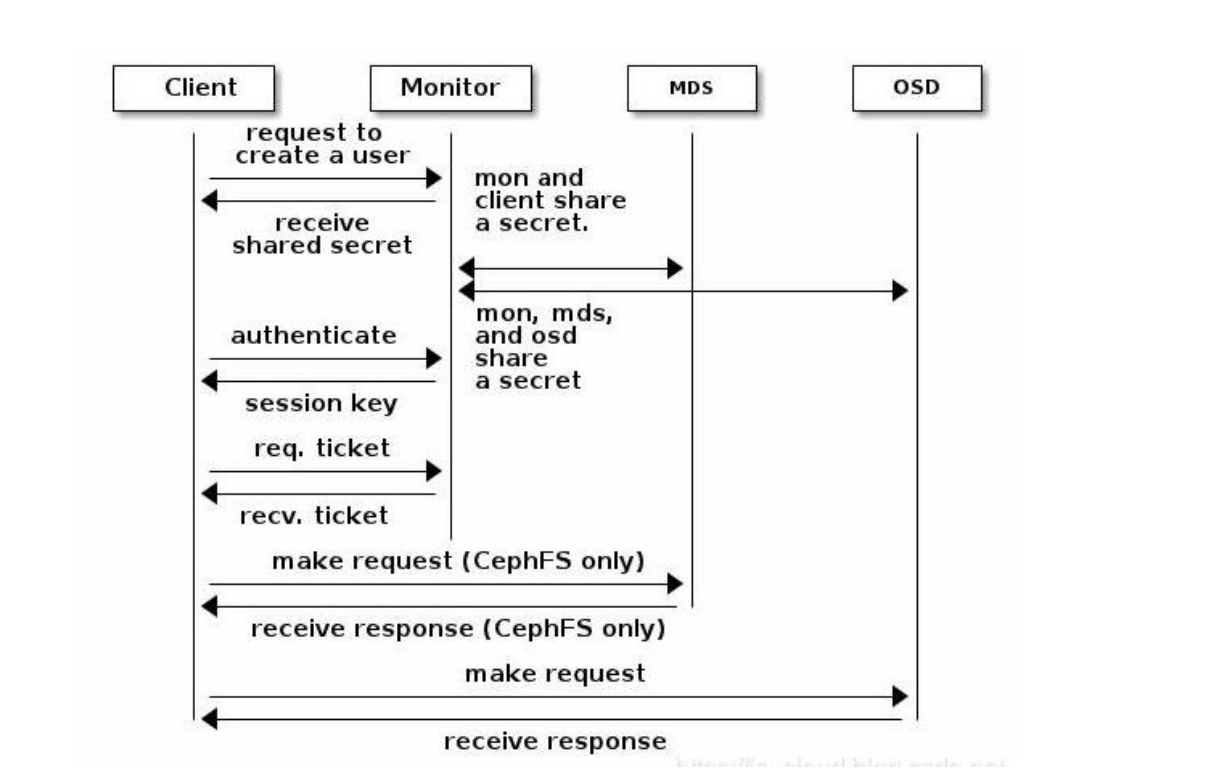 Client
Monitor
MDS
OSD
request to
create a user
mon and
client share
a secret.
receive
shared secret
mon, mds,
and osd
share
a secret
authenticate
session key
req. ticket
recv. ticket
make request (CephFS only)
receive response (CephFS only)
make request
receive response